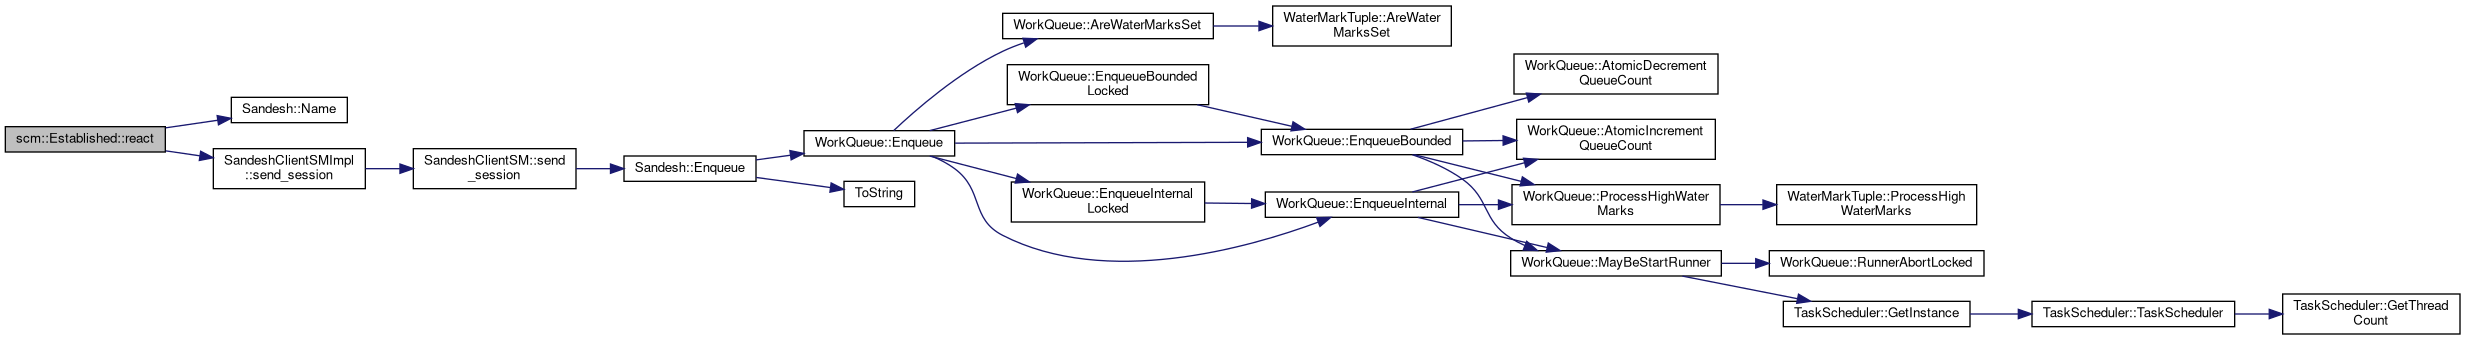 scm::Established::react
Sandesh::Name
SandeshClientSMImpl
::send_session
SandeshClientSM::send
_session
Sandesh::Enqueue
WorkQueue::Enqueue
ToString
WorkQueue::AreWaterMarksSet
WaterMarkTuple::AreWater
MarksSet
WorkQueue::EnqueueBounded
Locked
WorkQueue::EnqueueBounded
WorkQueue::EnqueueInternal
Locked
WorkQueue::EnqueueInternal
WorkQueue::AtomicDecrement
QueueCount
WorkQueue::AtomicIncrement
QueueCount
WorkQueue::ProcessHighWater
Marks
WaterMarkTuple::ProcessHigh
WaterMarks
WorkQueue::MayBeStartRunner
WorkQueue::RunnerAbortLocked
TaskScheduler::GetInstance
TaskScheduler::TaskScheduler
TaskScheduler::GetThread
Count